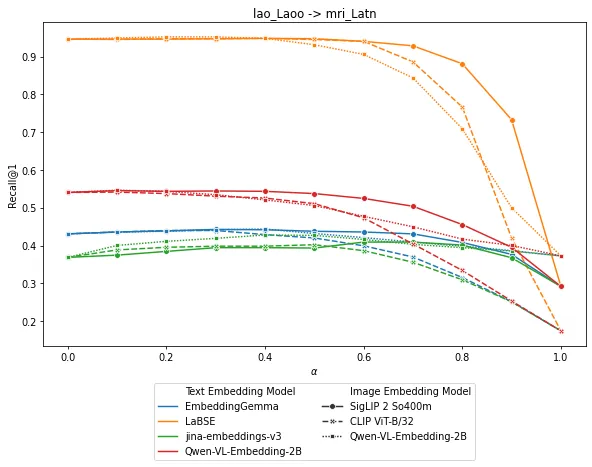 lao_Laoo -> mri_Latn
Recall@1
0.9
0.8
0.7
0.6
0.5
0.4
0.3
0.2
0.0 0.2 0.4 0.6 0.8 1.0
α
Text Embedding Model Image Embedding Model
EmbeddingGemma SigLIP 2 So400m
LaBSE CLIP ViT-B/32
jina-embeddings-v3 Qwen-VL-Embedding-2B
Qwen-VL-Embedding-2B